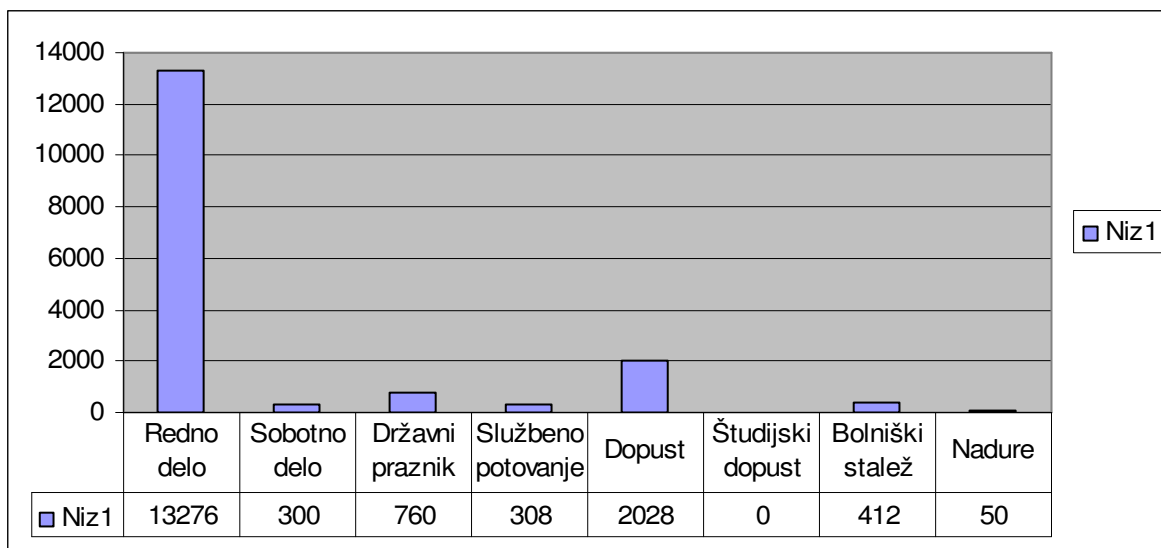 14000
12000
10000
8000
6000
4000
2000
0
Niz1
Redno delo
Sobotno delo
Državni praznik
Službeno potovanje
Dopust
Študijski dopust
Bolniški stalež
Nadure
Niz1 13276 300 760 308 2028 0 412 50